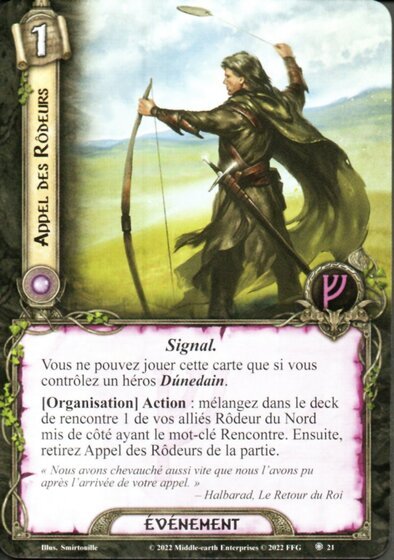 1
APPEL DES RÔDEURS
Signal.
Vous ne pouvez jouer cette carte que si vous
contrôlez un héros Dúnedain.
[Organisation] Action : mélangez dans le deck
de rencontre 1 de vos alliés Rôdeur du Nord
mis de côté ayant le mot-clé Rencontre. Ensuite,
retirez Appel des Rôdeurs de la partie.
« Nous avons chevauché aussi vite que nous l'avons pu
après l'arrivée de votre appel. »
– Halbarad, Le Retour du Roi
ÉVÉNEMENT
Illus. Smirtouille © 2022 Middle-earth Enterprises © 2022 FFG 21